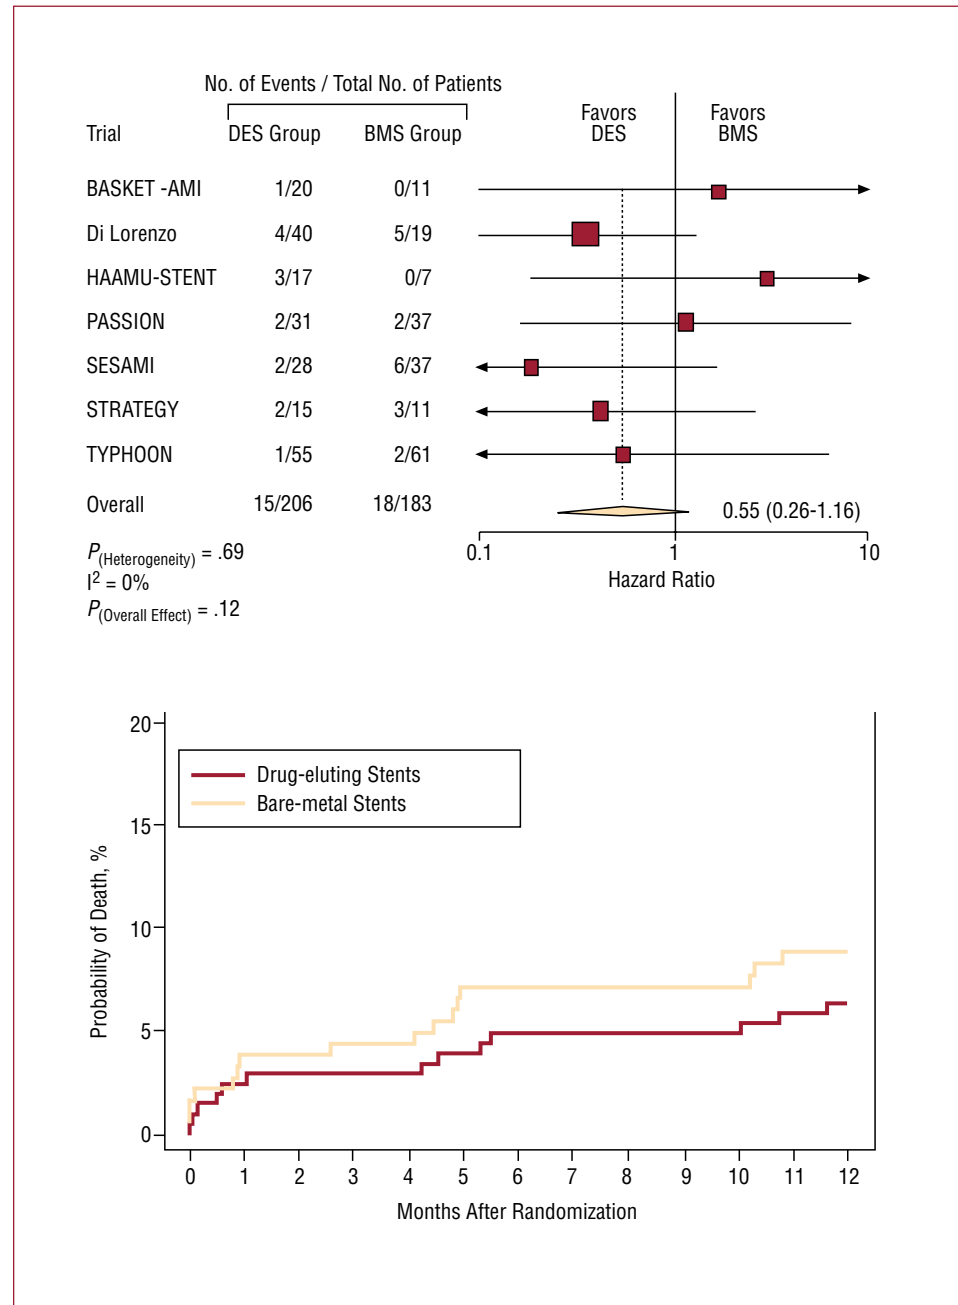 No. of Events / Total No. of Patients
Trial DES Group BMS Group Favors DES Favors BMS
BASKET -AMI 1/20 0/11
Di Lorenzo 4/40 5/19
HAAMU-STENT 3/17 0/7
PASSION 2/31 2/37
SESAMI 2/28 6/37
STRATEGY 2/15 3/11
TYPHOON 1/55 2/61
Overall 15/206 18/183 0.55 (0.26-1.16)
P(Heterogeneity) = .69
I2 = 0%
P(Overall Effect) = .12
0.1 1 10
Hazard Ratio
20
15
10
5
0
Probability of Death, %
Drug-eluting Stents
Bare-metal Stents
0 1 2 3 4 5 6 7 8 9 10 11 12
Months After Randomization